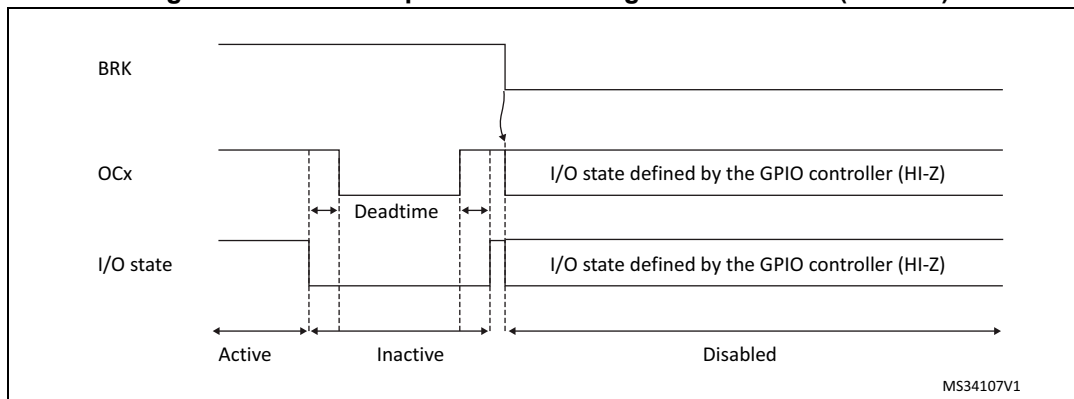 BRK
OCx
I/O state defined by the GPIO controller (HI-Z)
Deadtime
I/O state
I/O state defined by the GPIO controller (HI-Z)
Active
Inactive
Disabled
MS34107V1